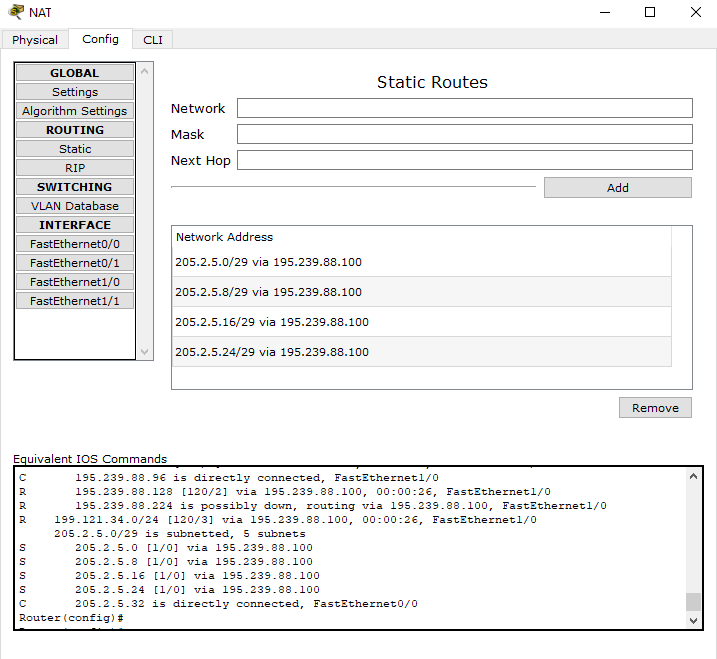 NAT
Physical
Config
CLI
GLOBAL
Settings
Algorithm Settings
ROUTING
Static
RIP
SWITCHING
VLAN Database
INTERFACE
FastEthernet0/0
FastEthernet0/1
FastEthernet1/0
FastEthernet1/1
Static Routes
Network
Mask
Next Hop
Add
Network Address
205.2.5.0/29 via 195.239.88.100
205.2.5.8/29 via 195.239.88.100
205.2.5.16/29 via 195.239.88.100
205.2.5.24/29 via 195.239.88.100
Remove
Equivalent IOS Commands
C 195.239.88.96 is directly connected, FastEthernet1/0
R 195.239.88.128 [120/2] via 195.239.88.100, 00:00:26, FastEthernet1/0
R 195.239.88.224 is possibly down, routing via 195.239.88.100, FastEthernet1/0
R 199.121.34.0/24 [120/3] via 195.239.88.100, 00:00:26, FastEthernet1/0
205.2.5.0/29 is subnetted, 5 subnets
S 205.2.5.0 [1/0] via 195.239.88.100
S 205.2.5.8 [1/0] via 195.239.88.100
S 205.2.5.16 [1/0] via 195.239.88.100
S 205.2.5.24 [1/0] via 195.239.88.100
C 205.2.5.32 is directly connected, FastEthernet0/0
Router(config)#